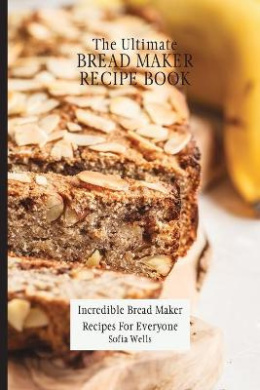 The Ultimate
BREAD MAKER
RECIPE BOOK
Incredible Bread Maker
Recipes For Everyone
Sofia Wells